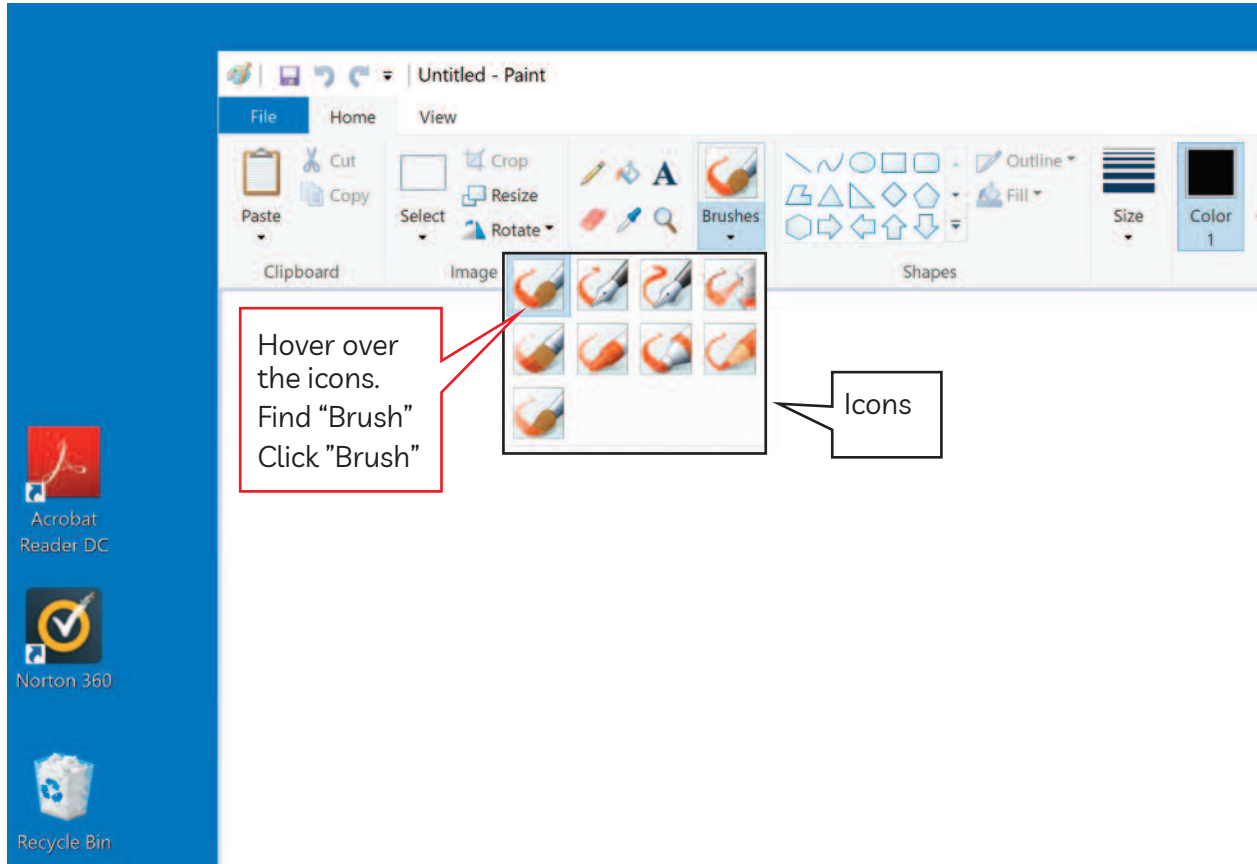 Untitled - Paint
File Home View
Cut
Copy
Paste
Clipboard
Select
Crop
Resize
Rotate
Image
A
Brushes
Outline
Fill
Shapes
Size
Color
1
Hover over
the icons.
Find “Brush”
Click ”Brush”
Icons
Acrobat
Reader DC
Norton 360
Recycle Bin